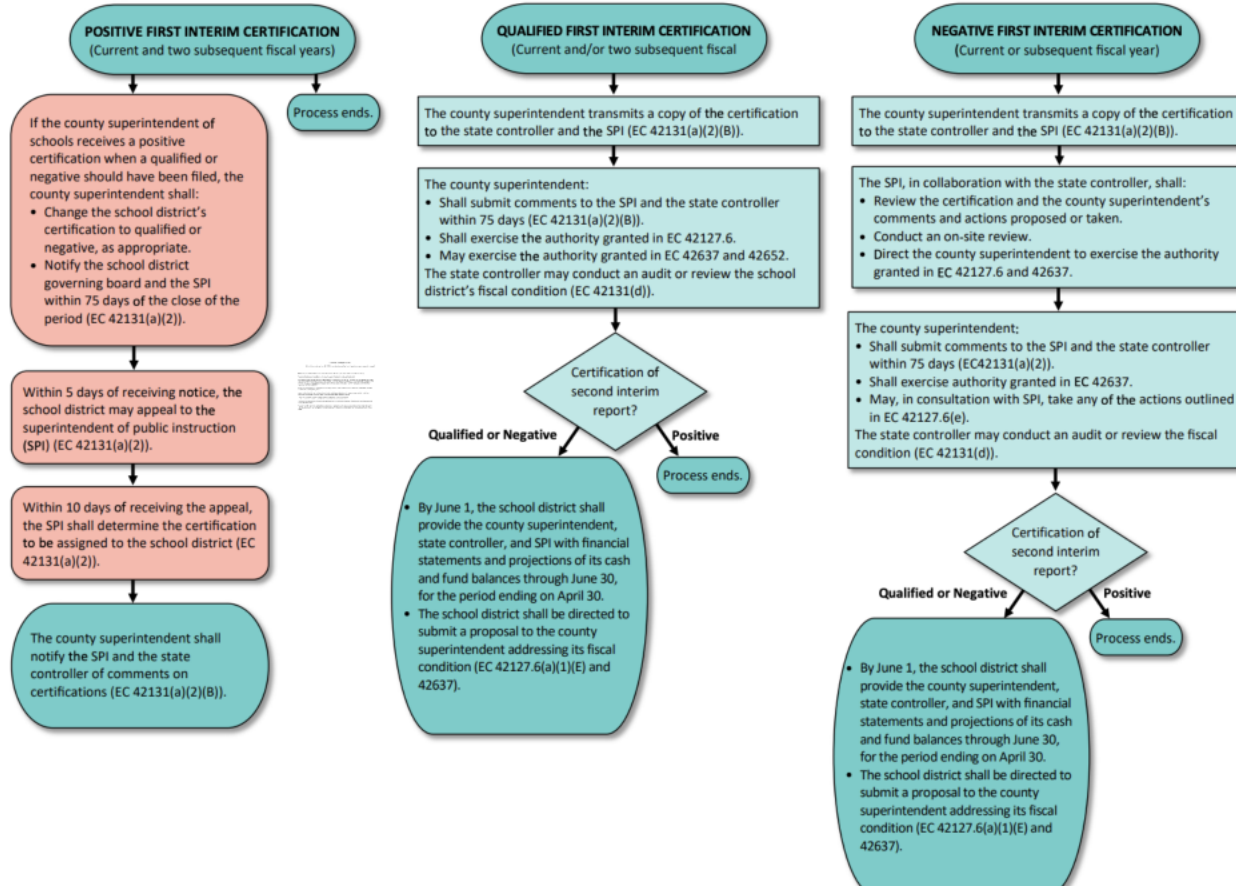 POSITIVE FIRST INTERIM CERTIFICATION
(Current and two subsequent fiscal years)
Process ends.
If the county superintendent of
schools receives a positive
certification when a qualified or
negative should have been filed, the
county superintendent shall:
• Change the school district's
certification to qualified or
negative, as appropriate.
• Notify the school district
governing board and the SPI
within 75 days of the close of the
period (EC 42131(a)(2)).
Within 5 days of receiving notice, the
school district may appeal to the
superintendent of public instruction
(SPI) (EC 42131(a)(2)).
Within 10 days of receiving the appeal,
the SPI shall determine the certification
to be assigned to the school district (EC
42131(a)(2)).
The county superintendent shall
notify the SPI and the state
controller of comments on
certifications (EC 42131(a)(2)(B)).
QUALIFIED FIRST INTERIM CERTIFICATION
(Current and/or two subsequent fiscal
The county superintendent transmits a copy of the certification
to the state controller and the SPI (EC 42131(a)(2)(B)).
The county superintendent:
• Shall submit comments to the SPI and the state controller
within 75 days (EC 42131(a)(2)(B)).
• Shall exercise the authority granted in EC 42127.6.
• May exercise the authority granted in EC 42637 and 42652.
The state controller may conduct an audit or review the school
district's fiscal condition (EC 42131(d)).
Certification of
second interim
report?
Qualified or Negative
Positive
Process ends.
• By June 1, the school district shall
provide the county superintendent,
state controller, and SPI with financial
statements and projections of its cash
and fund balances through June 30,
for the period ending on April 30.
• The school district shall be directed to
submit a proposal to the county
superintendent addressing its fiscal
condition (EC 42127.6(a)(1)(E) and
42637).
NEGATIVE FIRST INTERIM CERTIFICATION
(Current or subsequent fiscal year)
The county superintendent transmits a copy of the certification
to the state controller and the SPI (EC 42131(a)(2)(B)).
The SPI, in collaboration with the state controller, shall:
• Review the certification and the county superintendent's
comments and actions proposed or taken.
• Conduct an on-site review.
• Direct the county superintendent to exercise the authority
granted in EC 42127.6 and 42637.
The county superintendent:
• Shall submit comments to the SPI and the state controller
within 75 days (EC42131(a)(2)).
• Shall exercise authority granted in EC 42637.
• May, in consultation with SPI, take any of the actions outlined
in EC 42127.6(e).
The state controller may conduct an audit or review the fiscal
condition (EC 42131(d)).
Certification of
second interim
report?
Qualified or Negative
Positive
Process ends.
• By June 1, the school district shall
provide the county superintendent,
state controller, and SPI with financial
statements and projections of its cash
and fund balances through June 30,
for the period ending on April 30.
• The school district shall be directed to
submit a proposal to the county
superintendent addressing its fiscal
condition (EC 42127.6(a)(1)(E) and
42637).